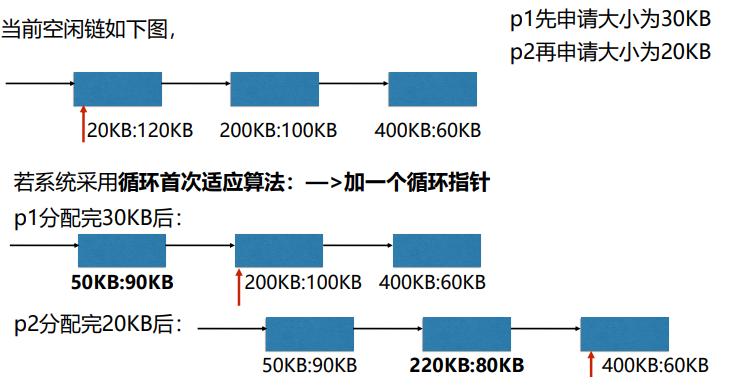 当前空闲链如下图，
p1先申请大小为30KB
p2再申请大小为20KB
20KB:120KB 200KB:100KB 400KB:60KB
若系统采用循环首次适应算法：—>加一个循环指针
p1分配完30KB后：
50KB:90KB 200KB:100KB 400KB:60KB
p2分配完20KB后：
50KB:90KB 220KB:80KB 400KB:60KB